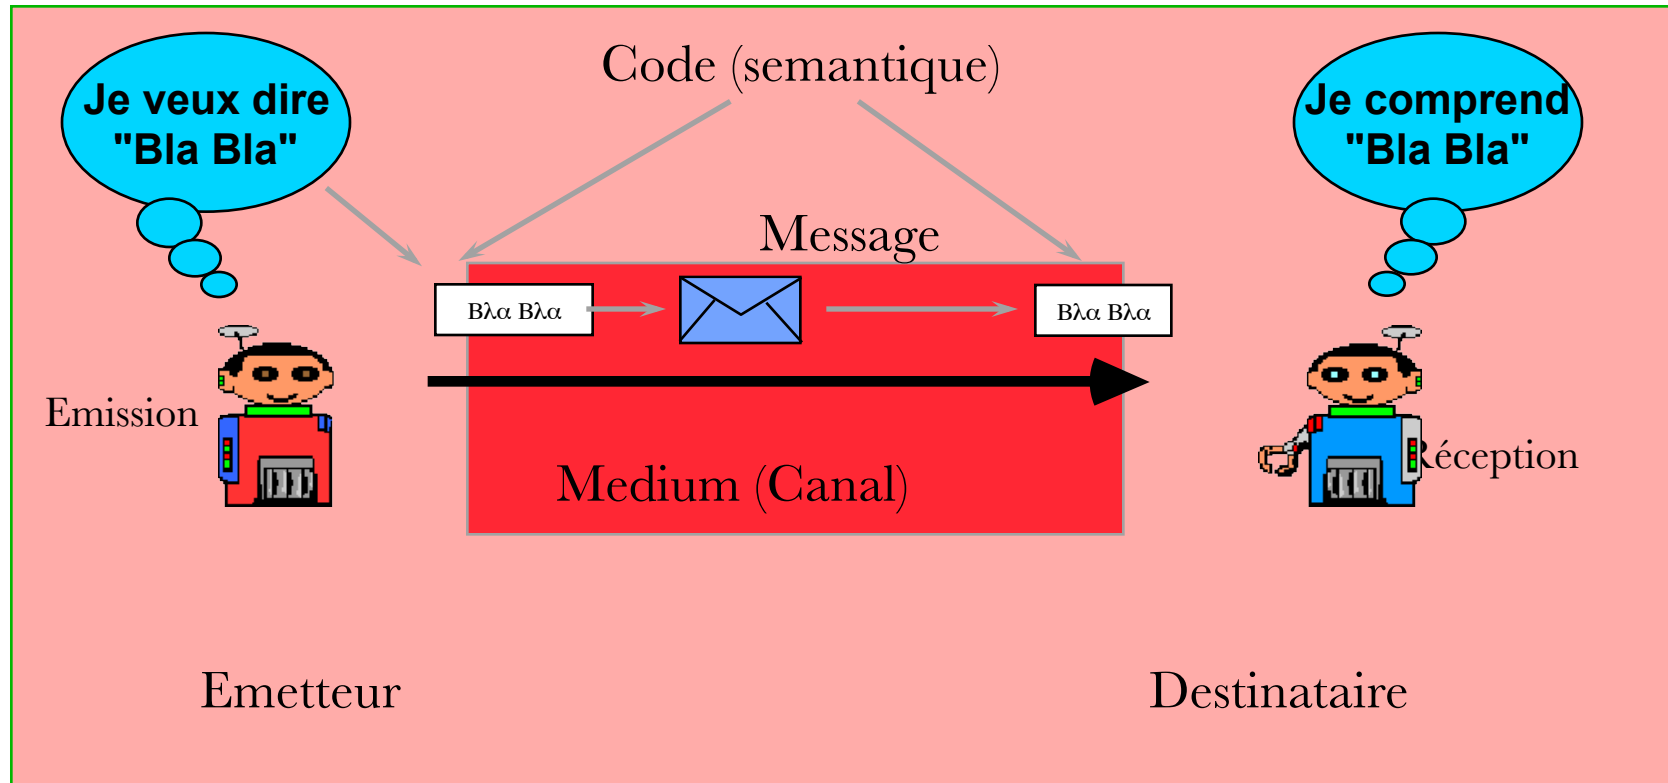 Code (semantique)
Je veux dire
"Bla Bla"
Je comprend
"Bla Bla"
Message
Βλα Βλα
Βλα Βλα
Emission
Réception
Medium (Canal)
Emetteur
Destinataire